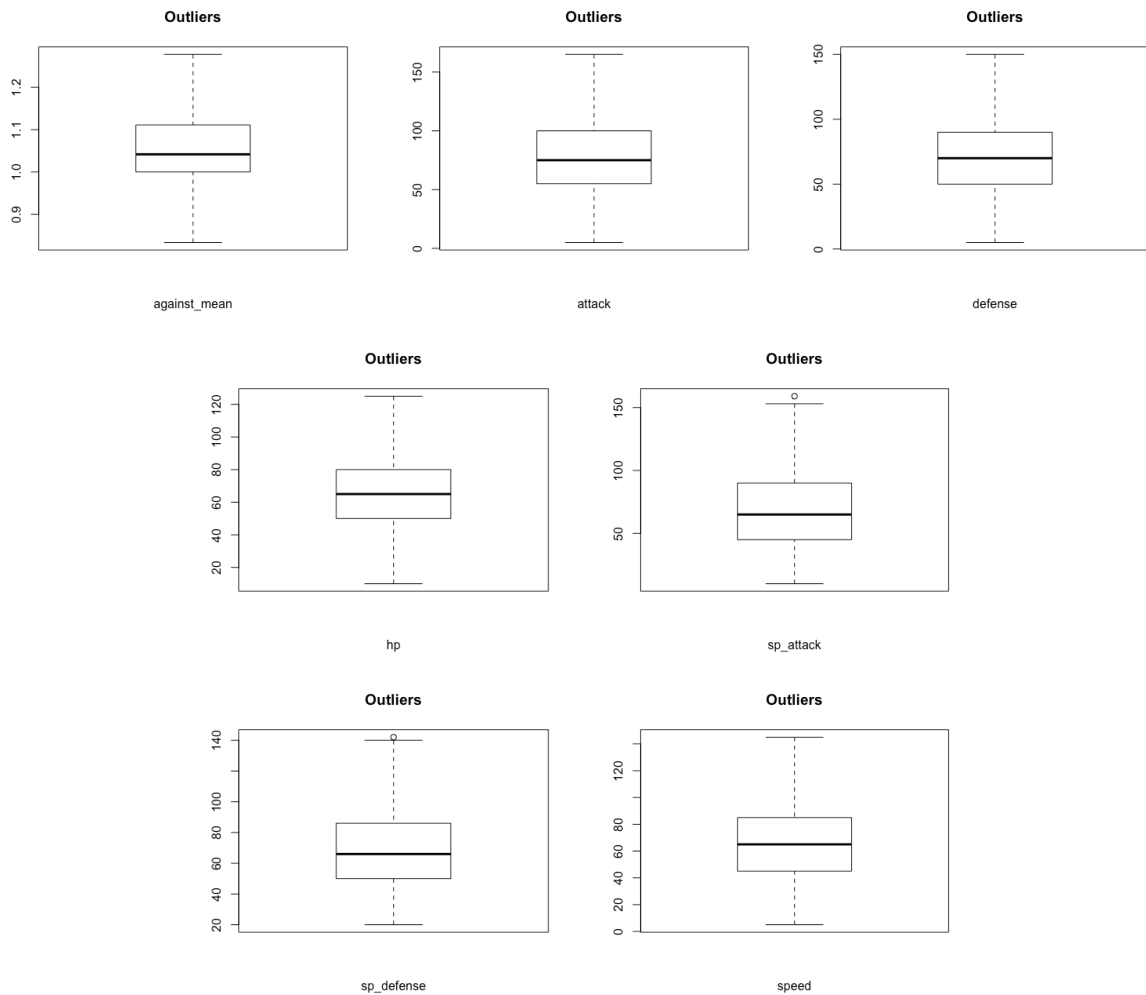 Outliers
0.9 1.0 1.1 1.2
against_mean
Outliers
0 50 100 150
attack
Outliers
0 50 100 150
defense
Outliers
20 40 60 80 100 120
hp
Outliers
50 100 150
sp_attack
Outliers
20 40 60 80 100 140
sp_defense
Outliers
0 20 40 60 80 120
speed